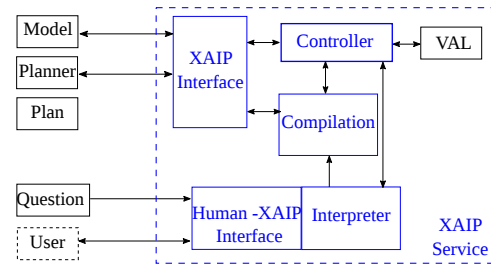 Model
Planner
Plan
XAIP
Interface
Controller
VAL
Compilation
Question
User
Human -XAIP
Interface
Interpreter
XAIP
Service